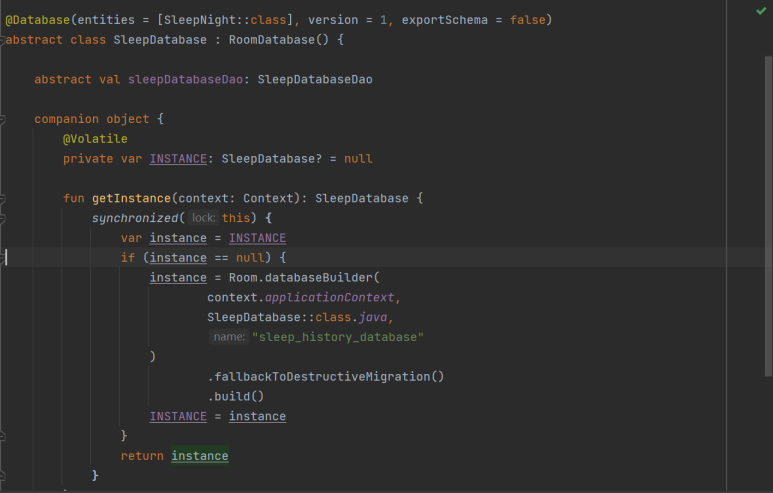 @Database(entities = [SleepNight::class], version = 1, exportSchema = false)
abstract class SleepDatabase : RoomDatabase() {
abstract val sleepDatabaseDao: SleepDatabaseDao
companion object {
@Volatile
private var INSTANCE: SleepDatabase? = null
fun getInstance(context: Context): SleepDatabase {
synchronized( lock: this) {
var instance = INSTANCE
if (instance == null) {
instance = Room.databaseBuilder(
context.applicationContext,
SleepDatabase::class.java,
name: "sleep_history_database"
)
.fallbackToDestructiveMigration()
.build()
INSTANCE = instance
}
return instance
}